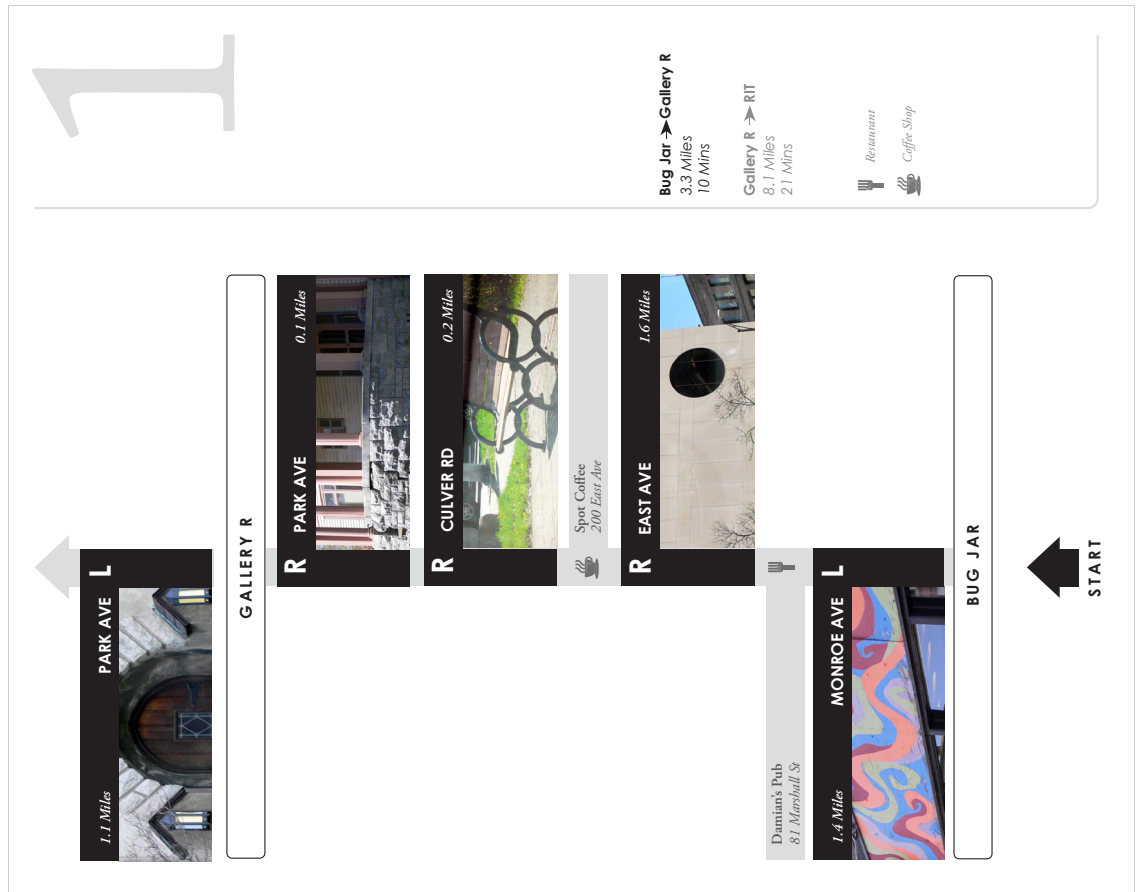 1
Bug Jar ➔Gallery R
3.3 Miles
10 Mins
Gallery R ➔ RIT
8.1 Miles
21 Mins
Restaurant
Coffee Shop
1.1 Miles PARK AVE L
GALLERY R
R PARK AVE 0.1 Miles
R CULVER RD 0.2 Miles
Spot Coffee
200 East Ave
R EAST AVE 1.6 Miles
Damian's Pub
81 Marshall St
1.4 Miles MONROE AVE L
BUG JAR
START